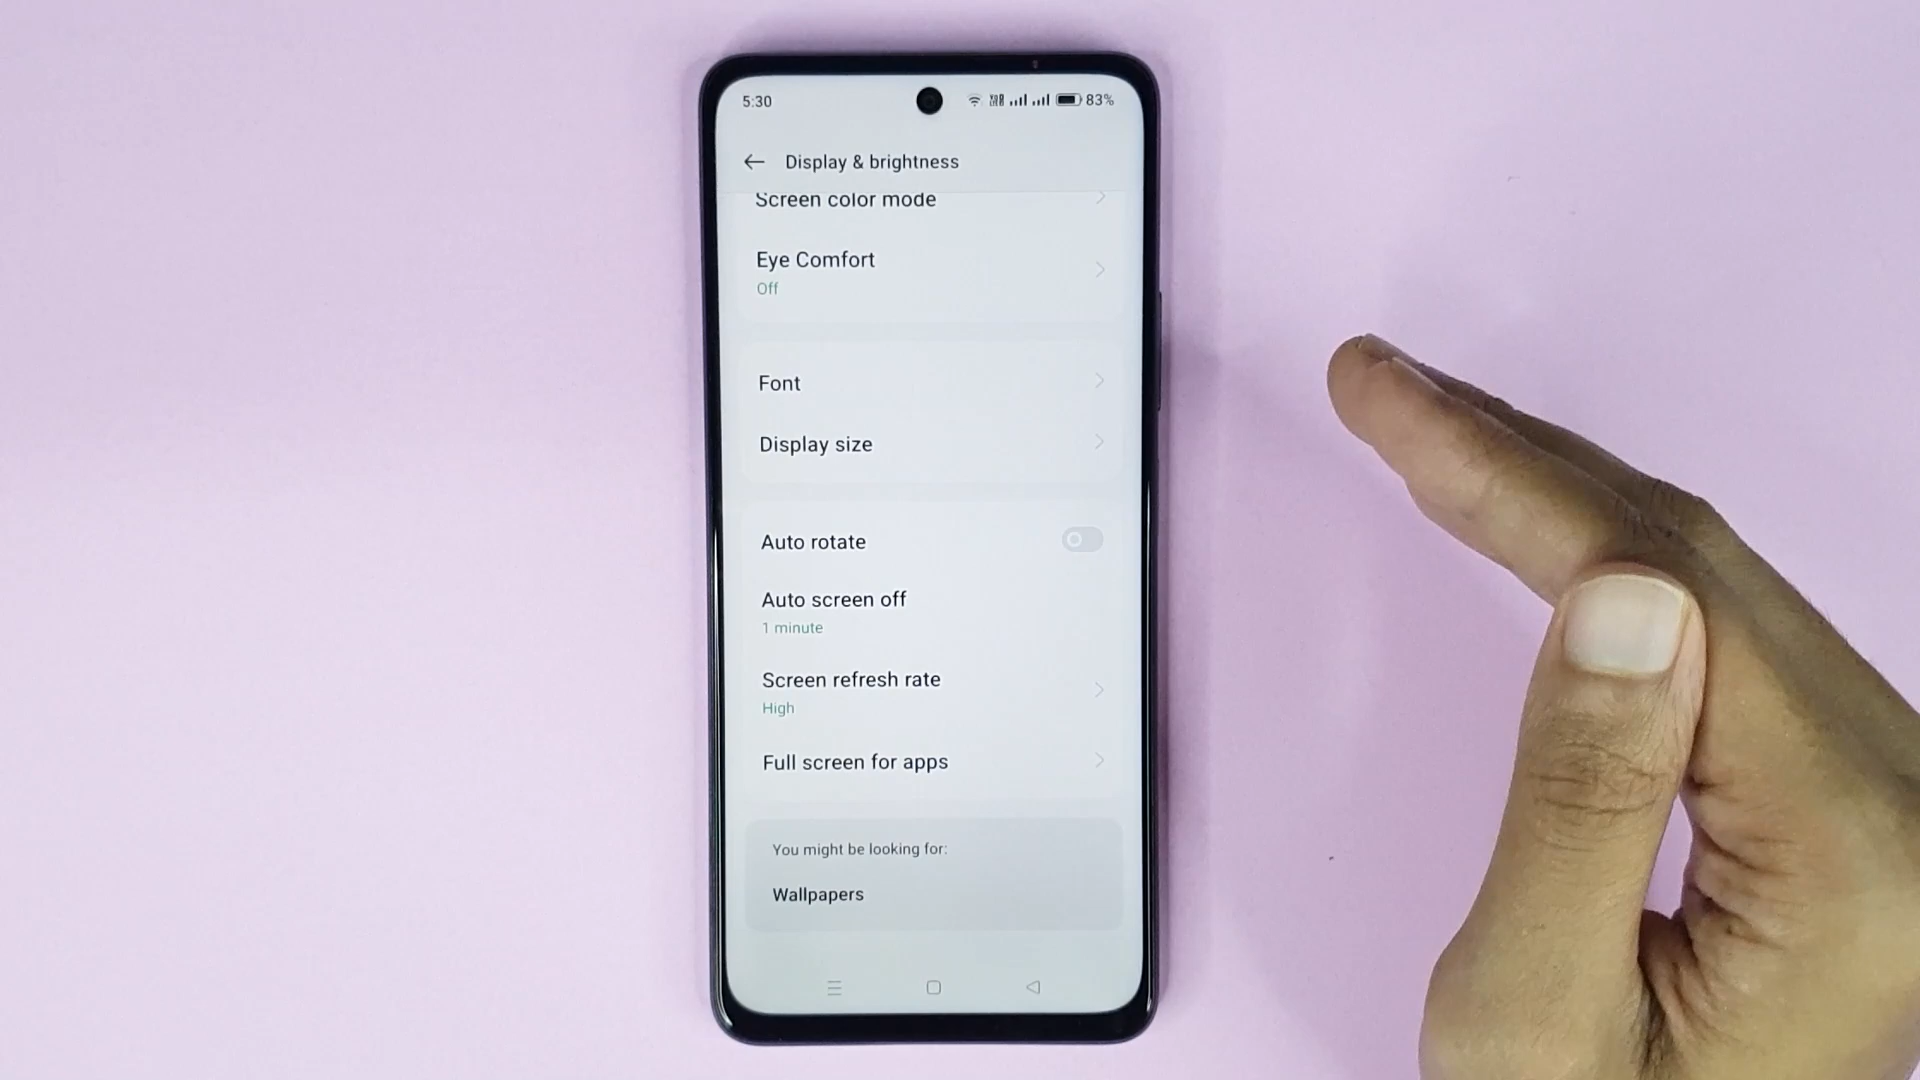 5:30
83%
Display & brightness
Screen color mode
Eye Comfort
Off
Font
Display size
Auto rotate
Auto screen off
1 minute
Screen refresh rate
High
Full screen for apps
You might be looking for:
Wallpapers